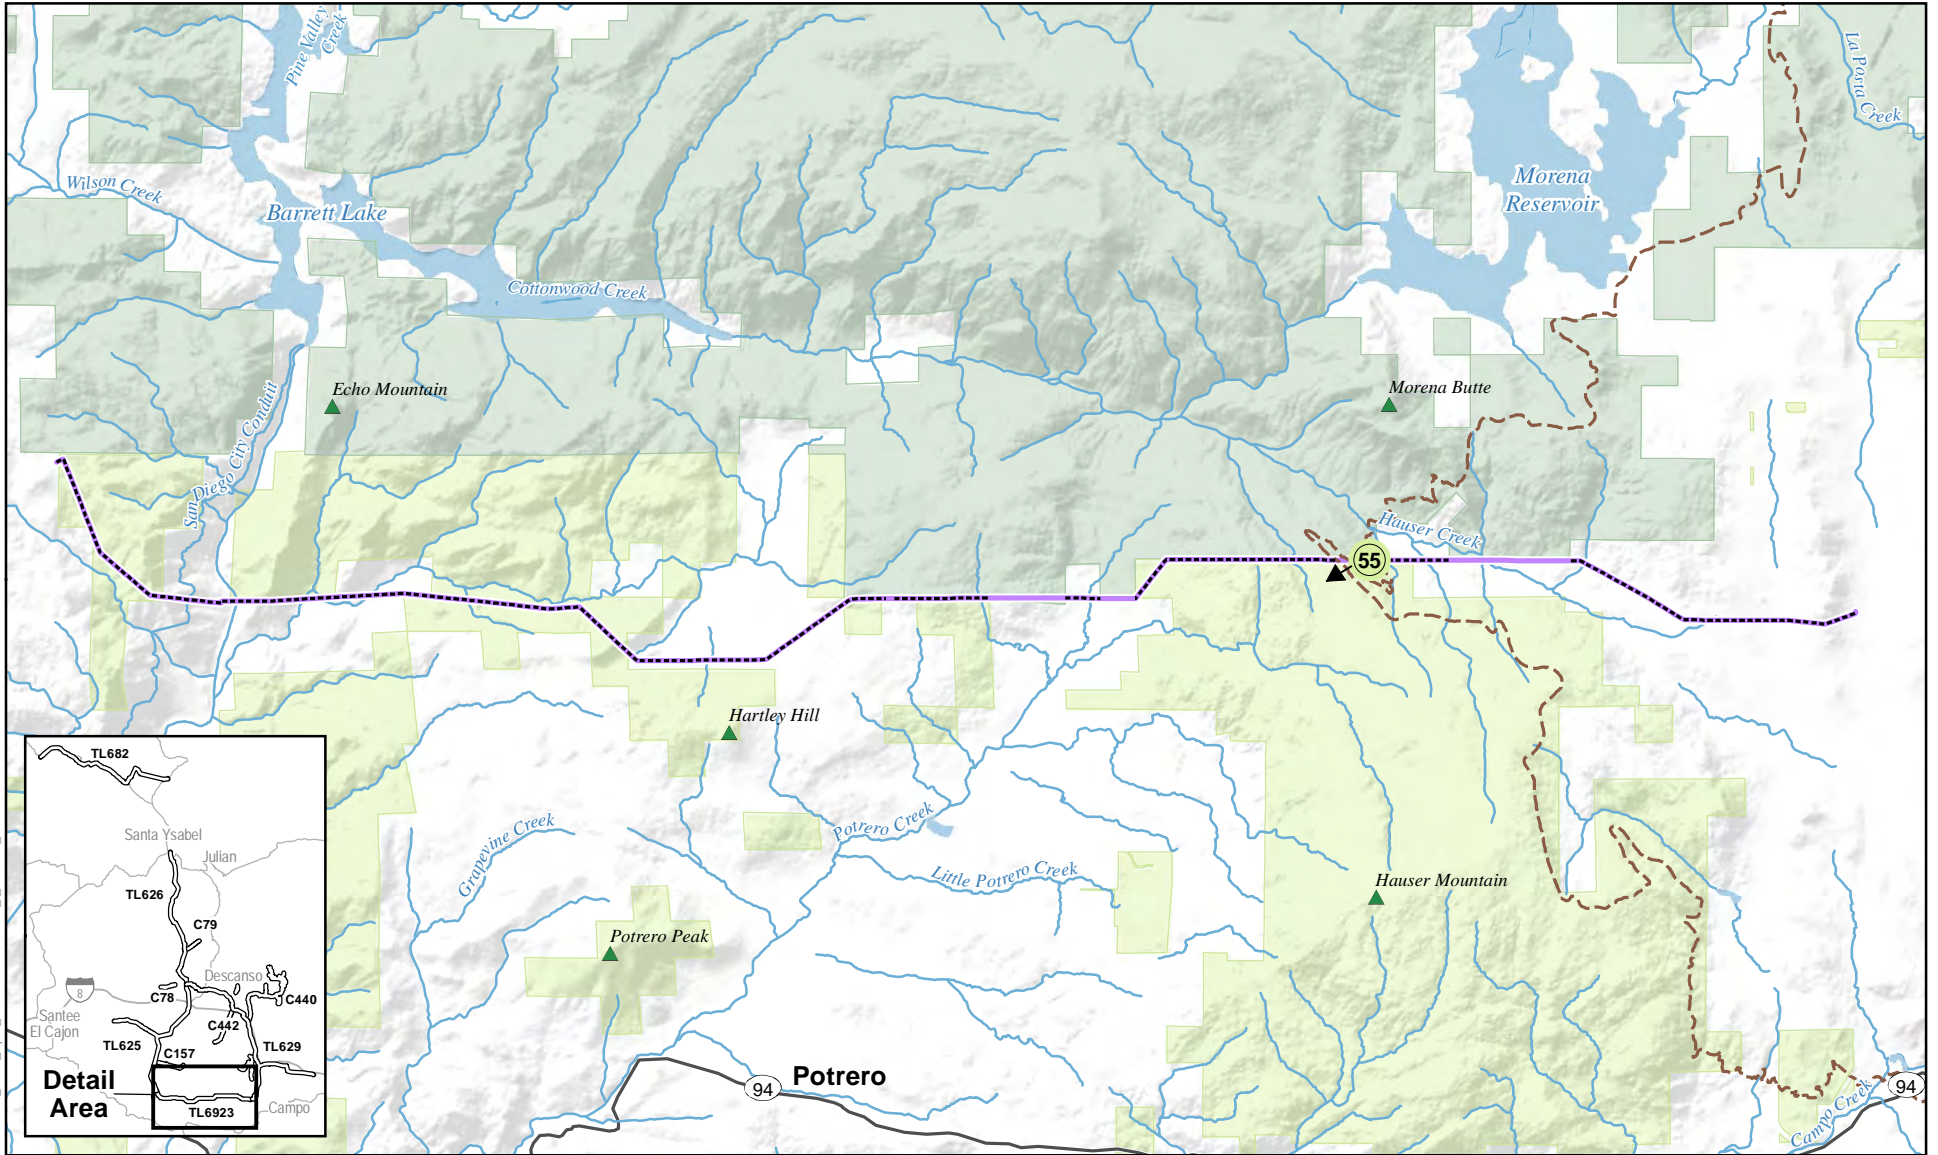 Pine Valley
Creek
La Posta Creek
Wilson Creek
Barrett Lake
Morena
Reservoir
Cottonwood Creek
Echo Mountain
Morena Butte
San Diego City Conduit
Hauser Creek
55
Hartley Hill
Potrero Creek
Grapevine Creek
Little Potrero Creek
Hauser Mountain
Potrero Peak
94
Potrero
94
Campo Creek
TL682
Santa Ysabel
Julian
TL626
C79
Descanso
8
C78
C440
Santee
El Cajon
C442
TL625
C157
TL629
Detail
Area
TL6923
Campo